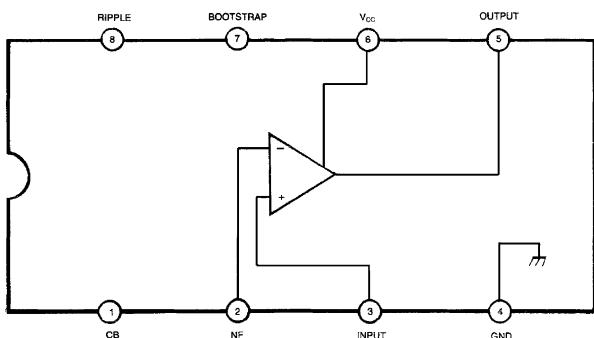 RIPPLE BOOTSTRAP VCC OUTPUT
8 7 6 5
−
+
1 2 3 4
CB NF INPUT GND